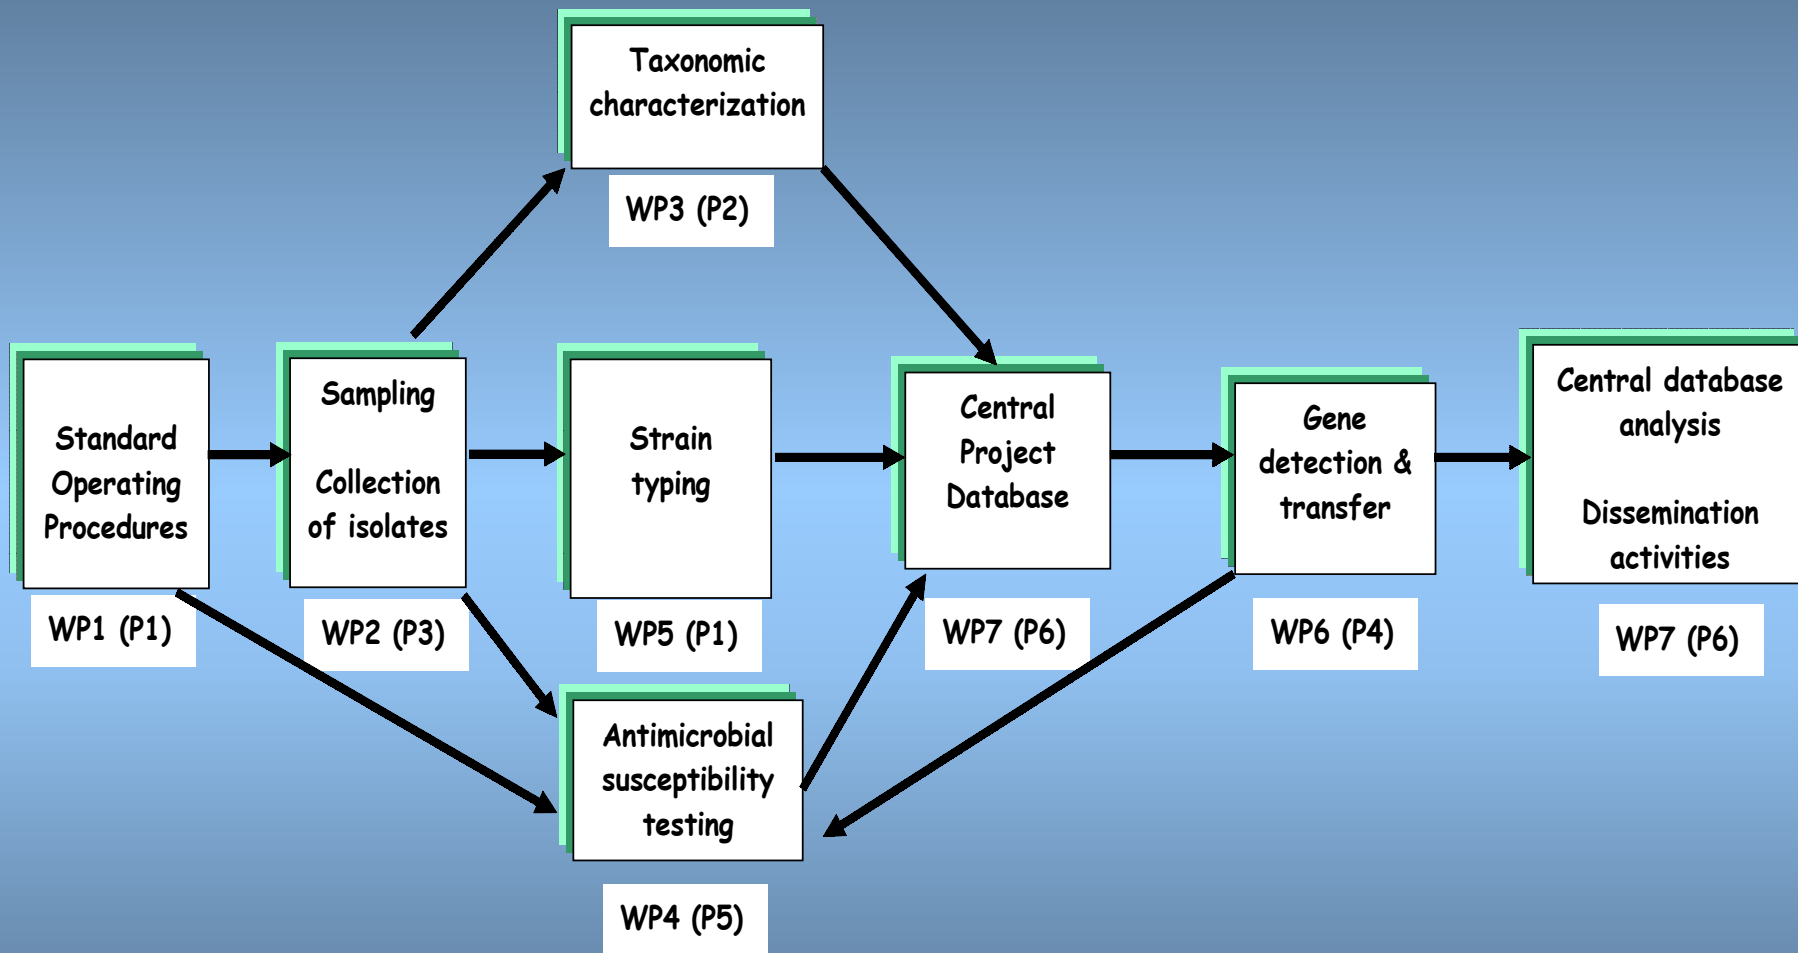 Taxonomic
characterization
WP3 (P2)
Standard
Operating
Procedures
WP1 (P1)
Sampling
Collection
of isolates
WP2 (P3)
Strain
typing
WP5 (P1)
Central
Project
Database
WP7 (P6)
Gene
detection &
transfer
WP6 (P4)
Central database
analysis
Dissemination
activities
WP7 (P6)
Antimicrobial
susceptibility
testing
WP4 (P5)